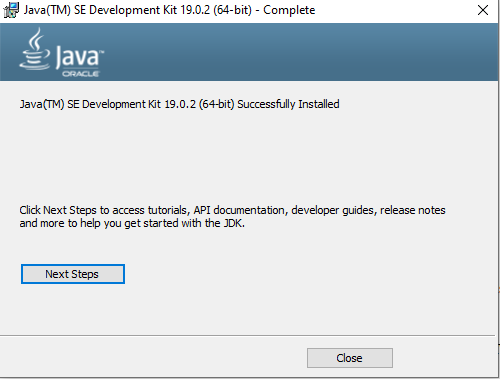 Java(TM) SE Development Kit 19.0.2 (64-bit) - Complete
Java™
ORACLE
Java(TM) SE Development Kit 19.0.2 (64-bit) Successfully Installed
Click Next Steps to access tutorials, API documentation, developer guides, release notes
and more to help you get started with the JDK.
Next Steps
Close